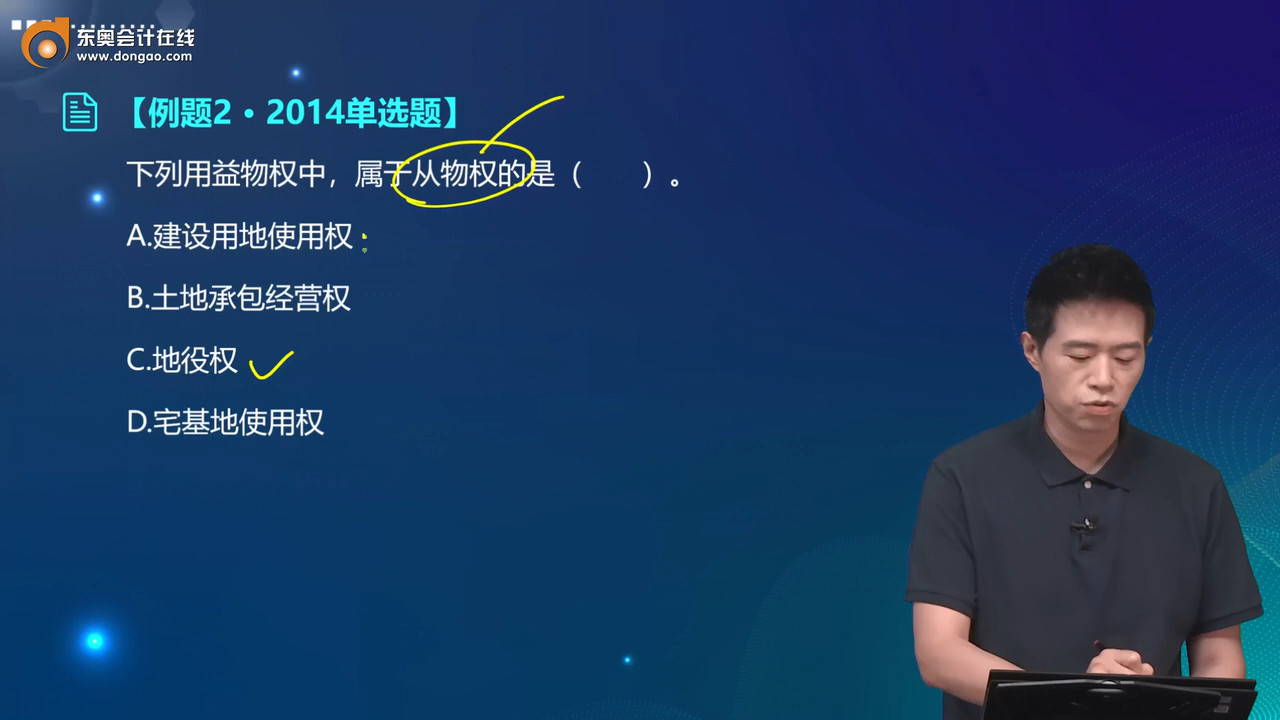 东奥会计在线
www.dongao.com
【例题2·2014单选题】
下列用益物权中，属于从物权的是（　　）。
A.建设用地使用权
B.土地承包经营权
C.地役权
D.宅基地使用权